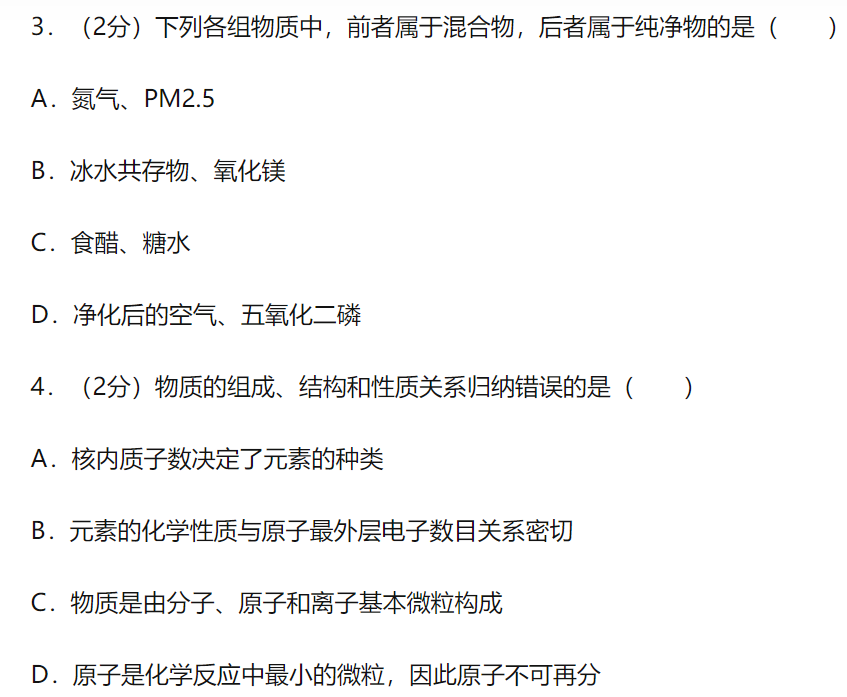 3．（2分）下列各组物质中，前者属于混合物，后者属于纯净物的是（　　）
A．氮气、PM2.5
B．冰水共存物、氧化镁
C．食醋、糖水
D．净化后的空气、五氧化二磷
4．（2分）物质的组成、结构和性质关系归纳错误的是（　　）
A．核内质子数决定了元素的种类
B．元素的化学性质与原子最外层电子数目关系密切
C．物质是由分子、原子和离子基本微粒构成
D．原子是化学反应中最小的微粒，因此原子不可再分